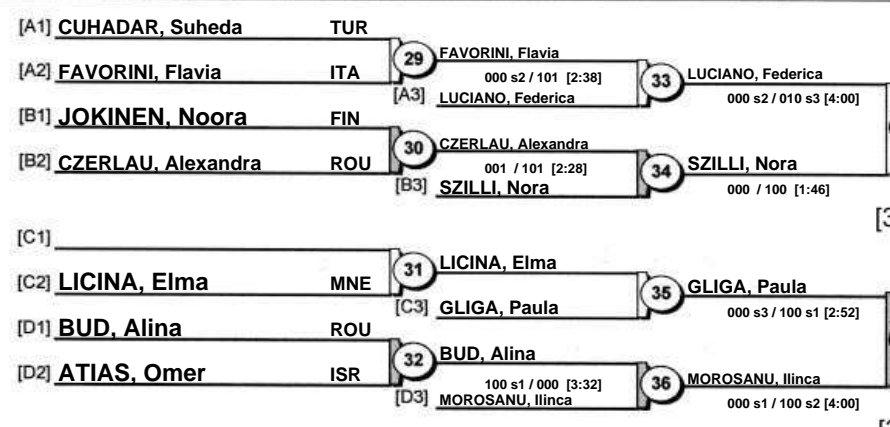 [A1] CUHADAR, Suheda TUR
29 FAVORINI, Flavia
[A2] FAVORINI, Flavia ITA
000 s2 / 101 [2:38]
33 LUCIANO, Federica
[A3] LUCIANO, Federica
000 s2 / 010 s3 [4:00]
[B1] JOKINEN, Noora FIN
30 CZERLAU, Alexandra
[B2] CZERLAU, Alexandra ROU
001 / 101 [2:28]
34 SZILLI, Nora
[B3] SZILLI, Nora
000 / 100 [1:46]
[C1]
31 LICINA, Elma
[C2] LICINA, Elma MNE
35 GLIGA, Paula
[C3] GLIGA, Paula
000 s3 / 100 s1 [2:52]
[D1] BUD, Alina ROU
32 BUD, Alina
[D2] ATIAS, Omer ISR
100 s1 / 000 [3:32]
36 MOROSANU, Ilinca
[D3] MOROSANU, Ilinca
000 s1 / 100 s2 [4:00]